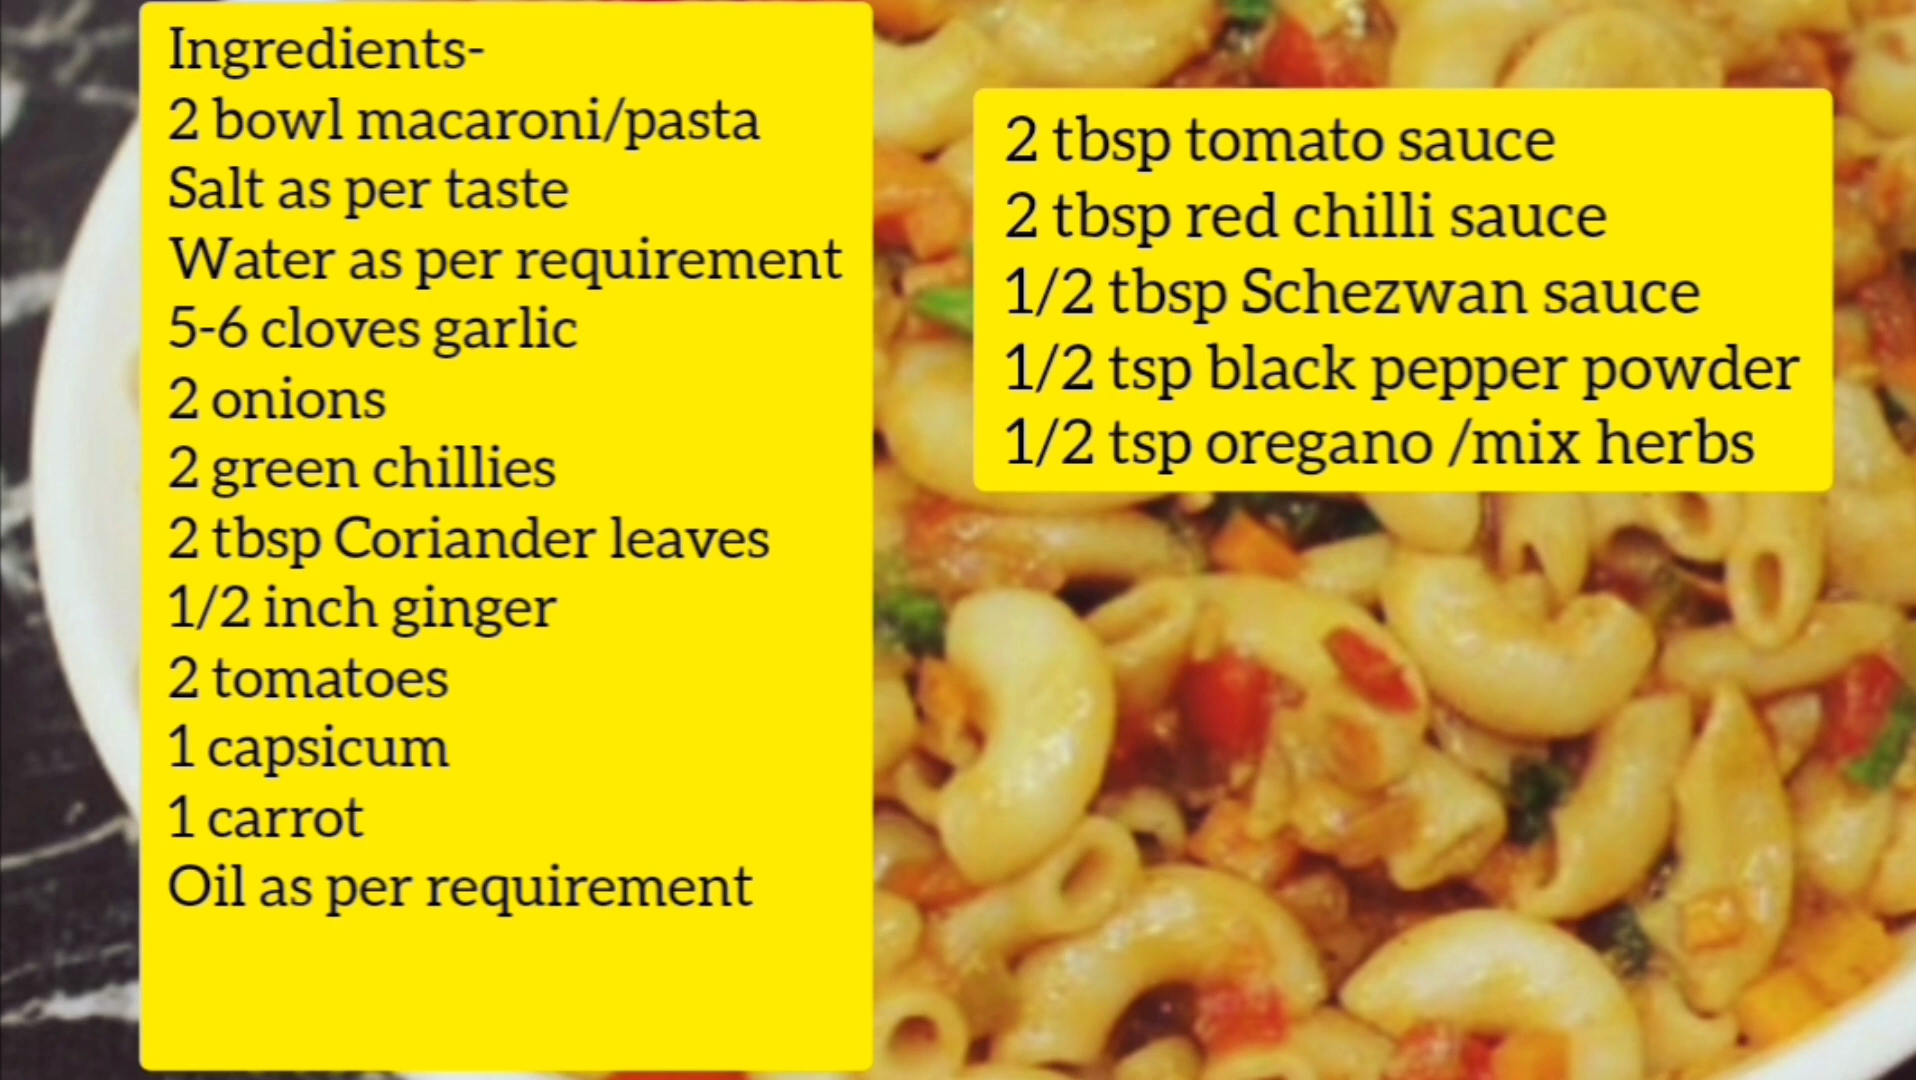 Ingredients-
2 bowl macaroni/pasta
Salt as per taste
Water as per requirement
5-6 cloves garlic
2 onions
2 green chillies
2 tbsp Coriander leaves
1/2 inch ginger
2 tomatoes
1 capsicum
1 carrot
Oil as per requirement
2 tbsp tomato sauce
2 tbsp red chilli sauce
1/2 tbsp Schezwan sauce
1/2 tsp black pepper powder
1/2 tsp oregano /mix herbs